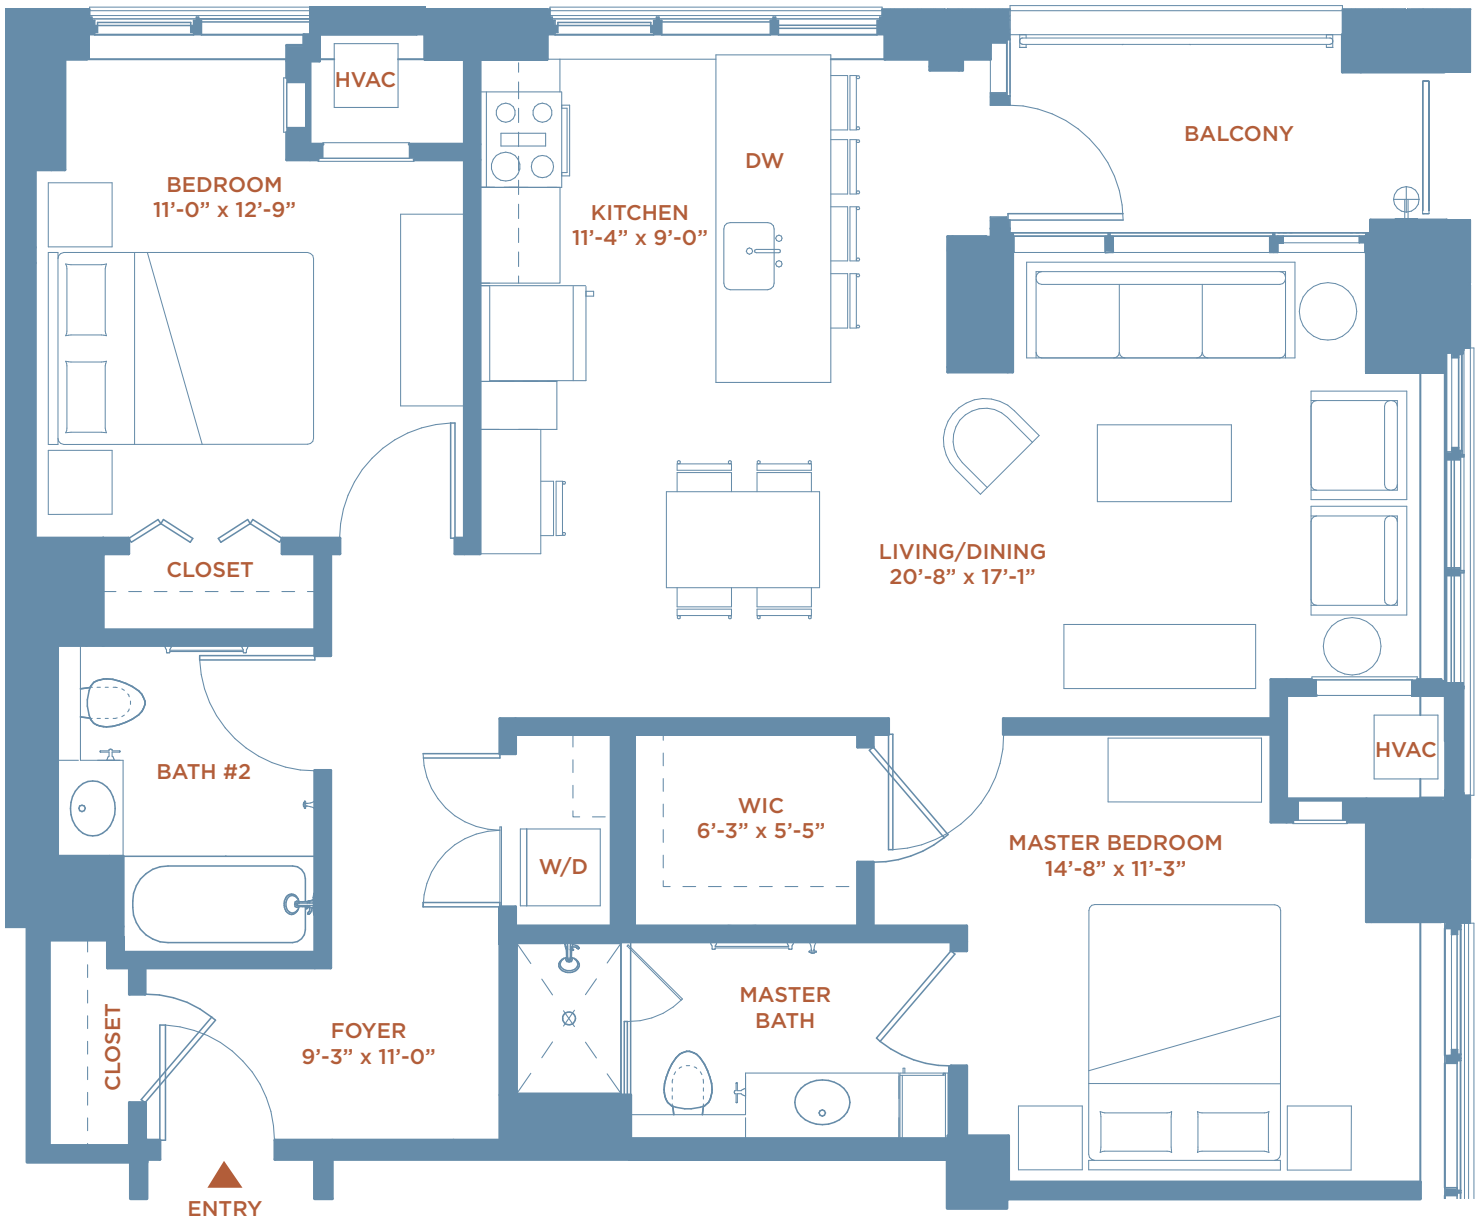 HVAC
BALCONY
DW
BEDROOM
11’-0” x 12’-9”
KITCHEN
11’-4” x 9’-0”
LIVING/DINING
20’-8” x 17’-1”
CLOSET
HVAC
BATH #2
WIC
6’-3” x 5’-5”
MASTER BEDROOM
14’-8” x 11’-3”
W/D
MASTER
BATH
CLOSET
FOYER
9’-3” x 11’-0”
ENTRY